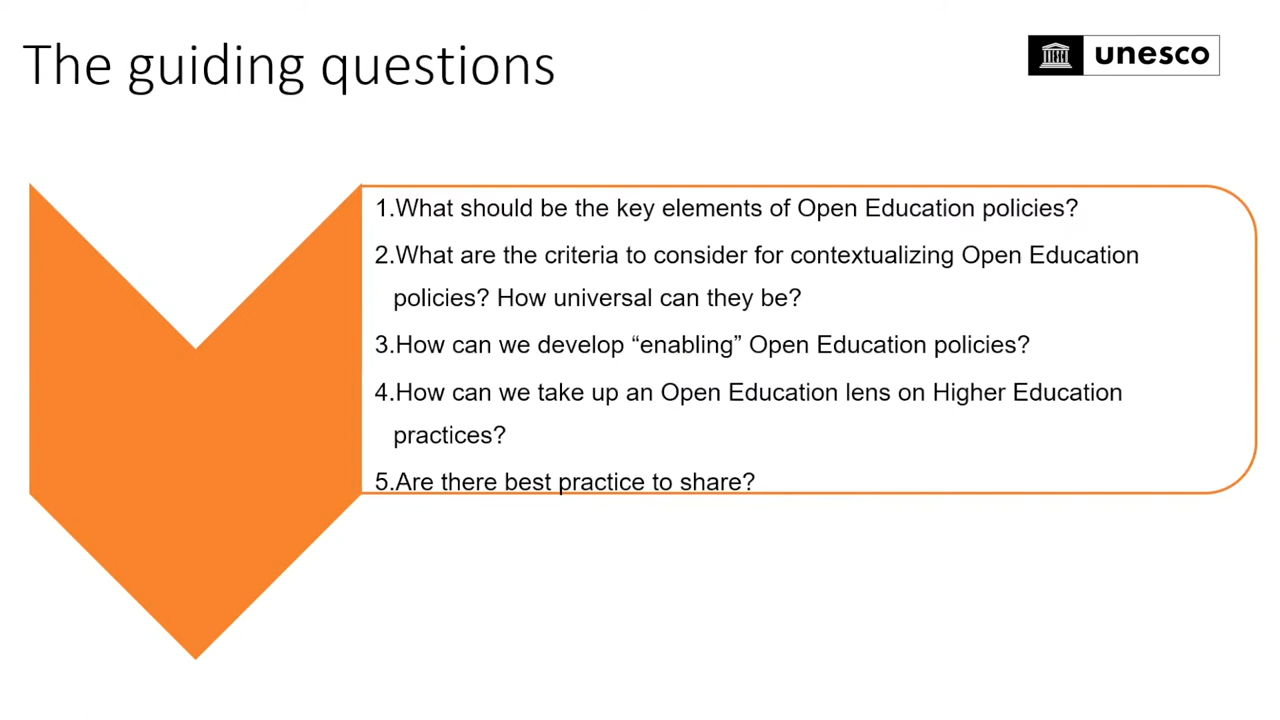 The guiding questions
unesco
1.What should be the key elements of Open Education policies?
2.What are the criteria to consider for contextualizing Open Education
policies? How universal can they be?
3.How can we develop “enabling” Open Education policies?
4.How can we take up an Open Education lens on Higher Education
practices?
5.Are there best practice to share?